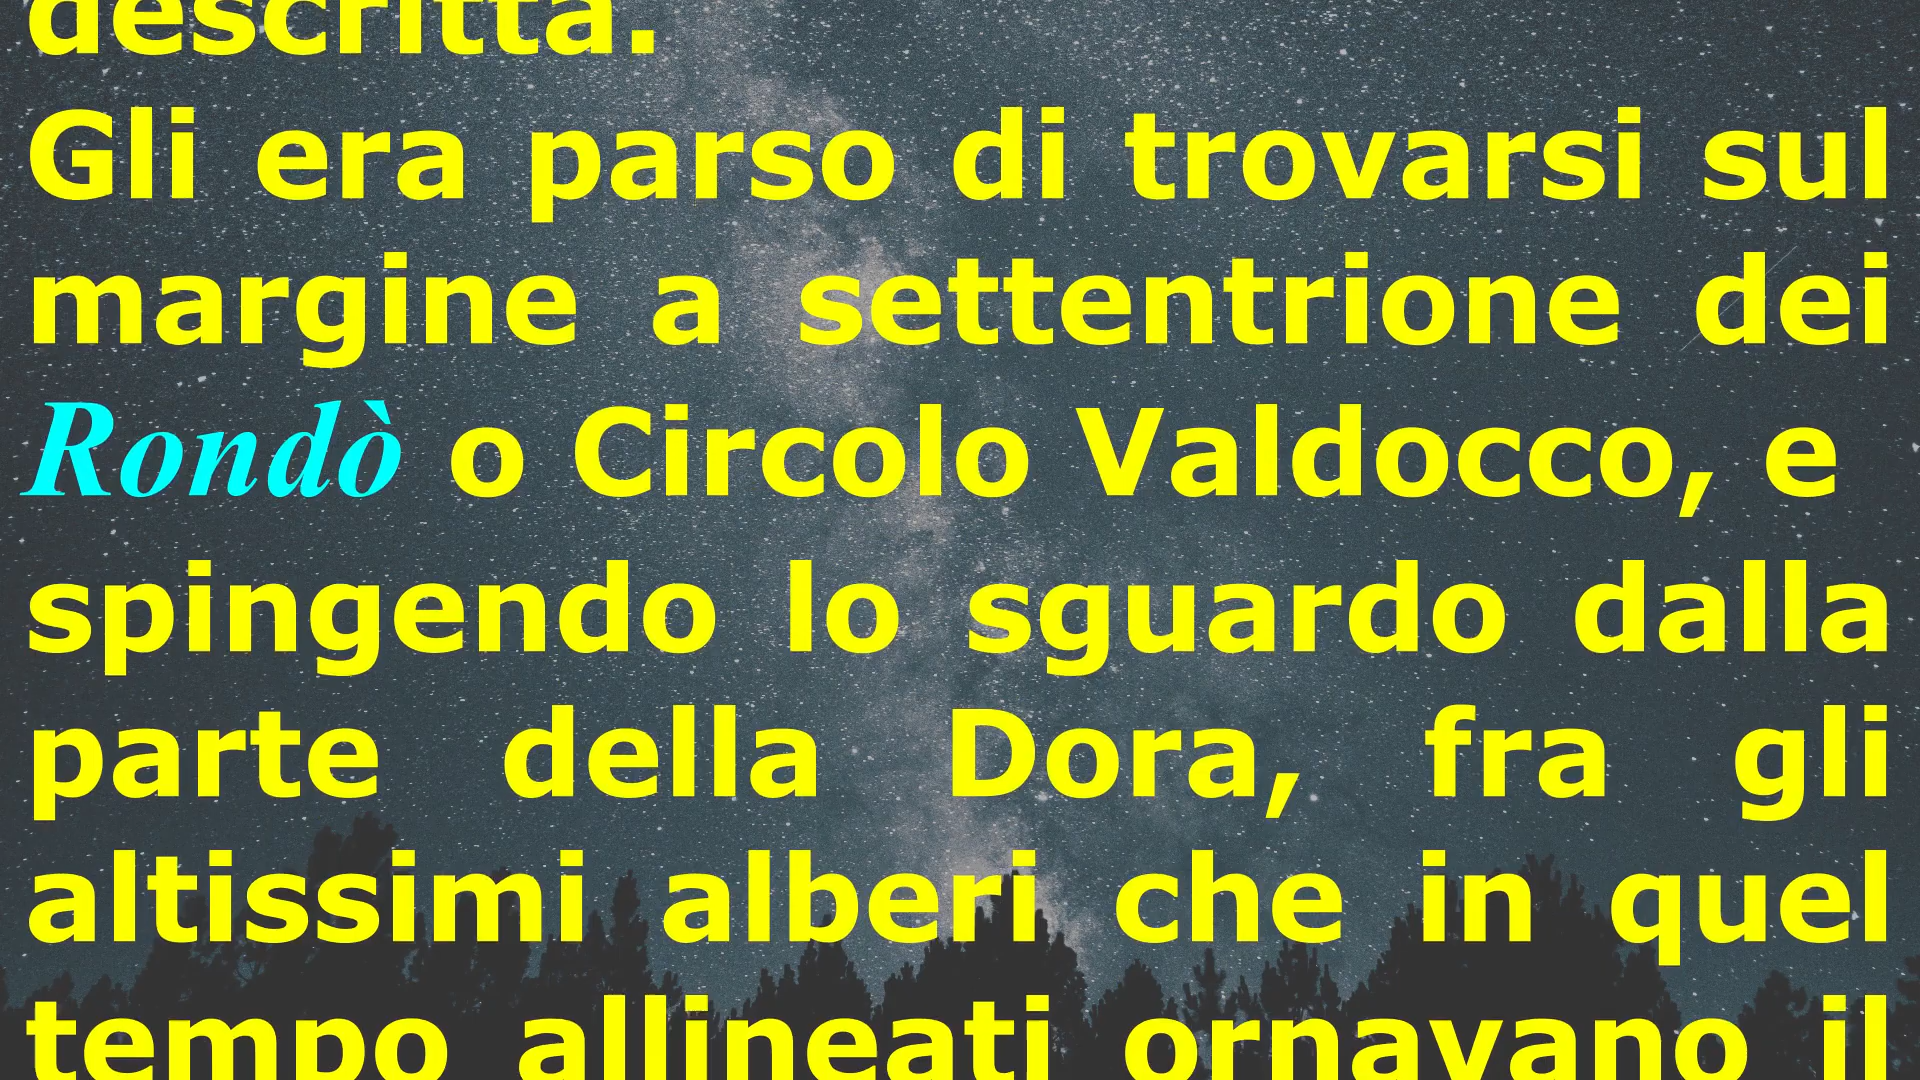 descritta.
Gli era parso di trovarsi sul
margine a settentrione dei
Rondò o Circolo Valdocco, e
spingendo lo sguardo dalla
parte della Dora, fra gli
altissimi alberi che in quel
tempo allineati ornavano il